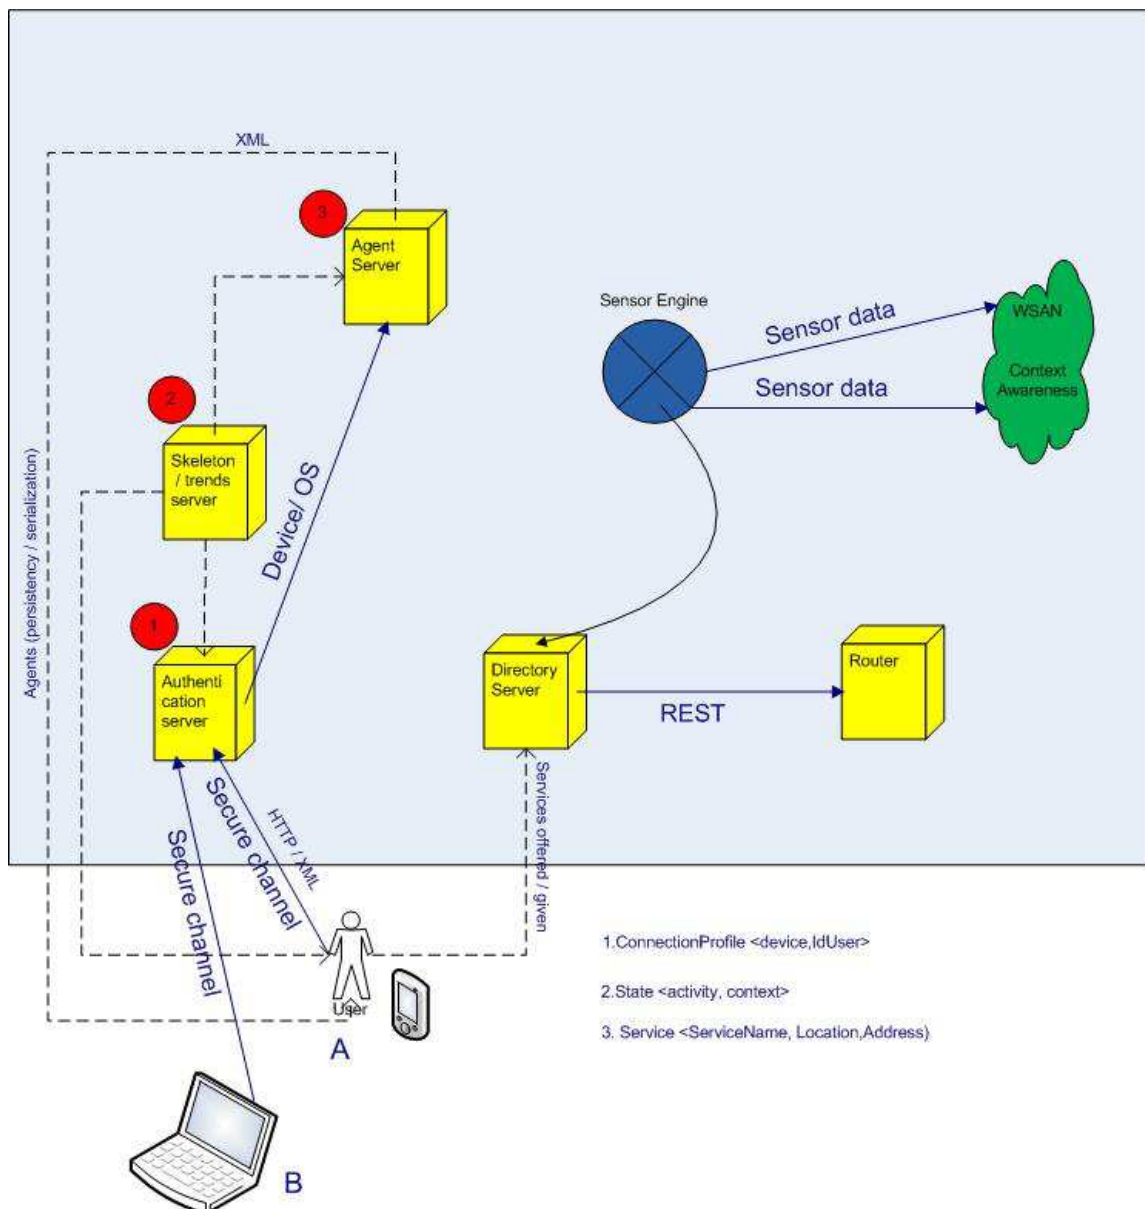 XML
3
Agent
Server
Sensor Engine
Sensor data
WSAN
Context
Awareness
Sensor data
2
Skeleton
/ trends
server
Device/ OS
Agents (persistency / serialization)
1
Authenti
cation
server
Directory
Server
REST
Router
Secure channel
Secure channel
HTTP / XML
Services offered /
given
User
A
B
1.ConnectionProfile <device,IdUser>
2.State <activity, context>
3. Service <ServiceName, Location,Address)